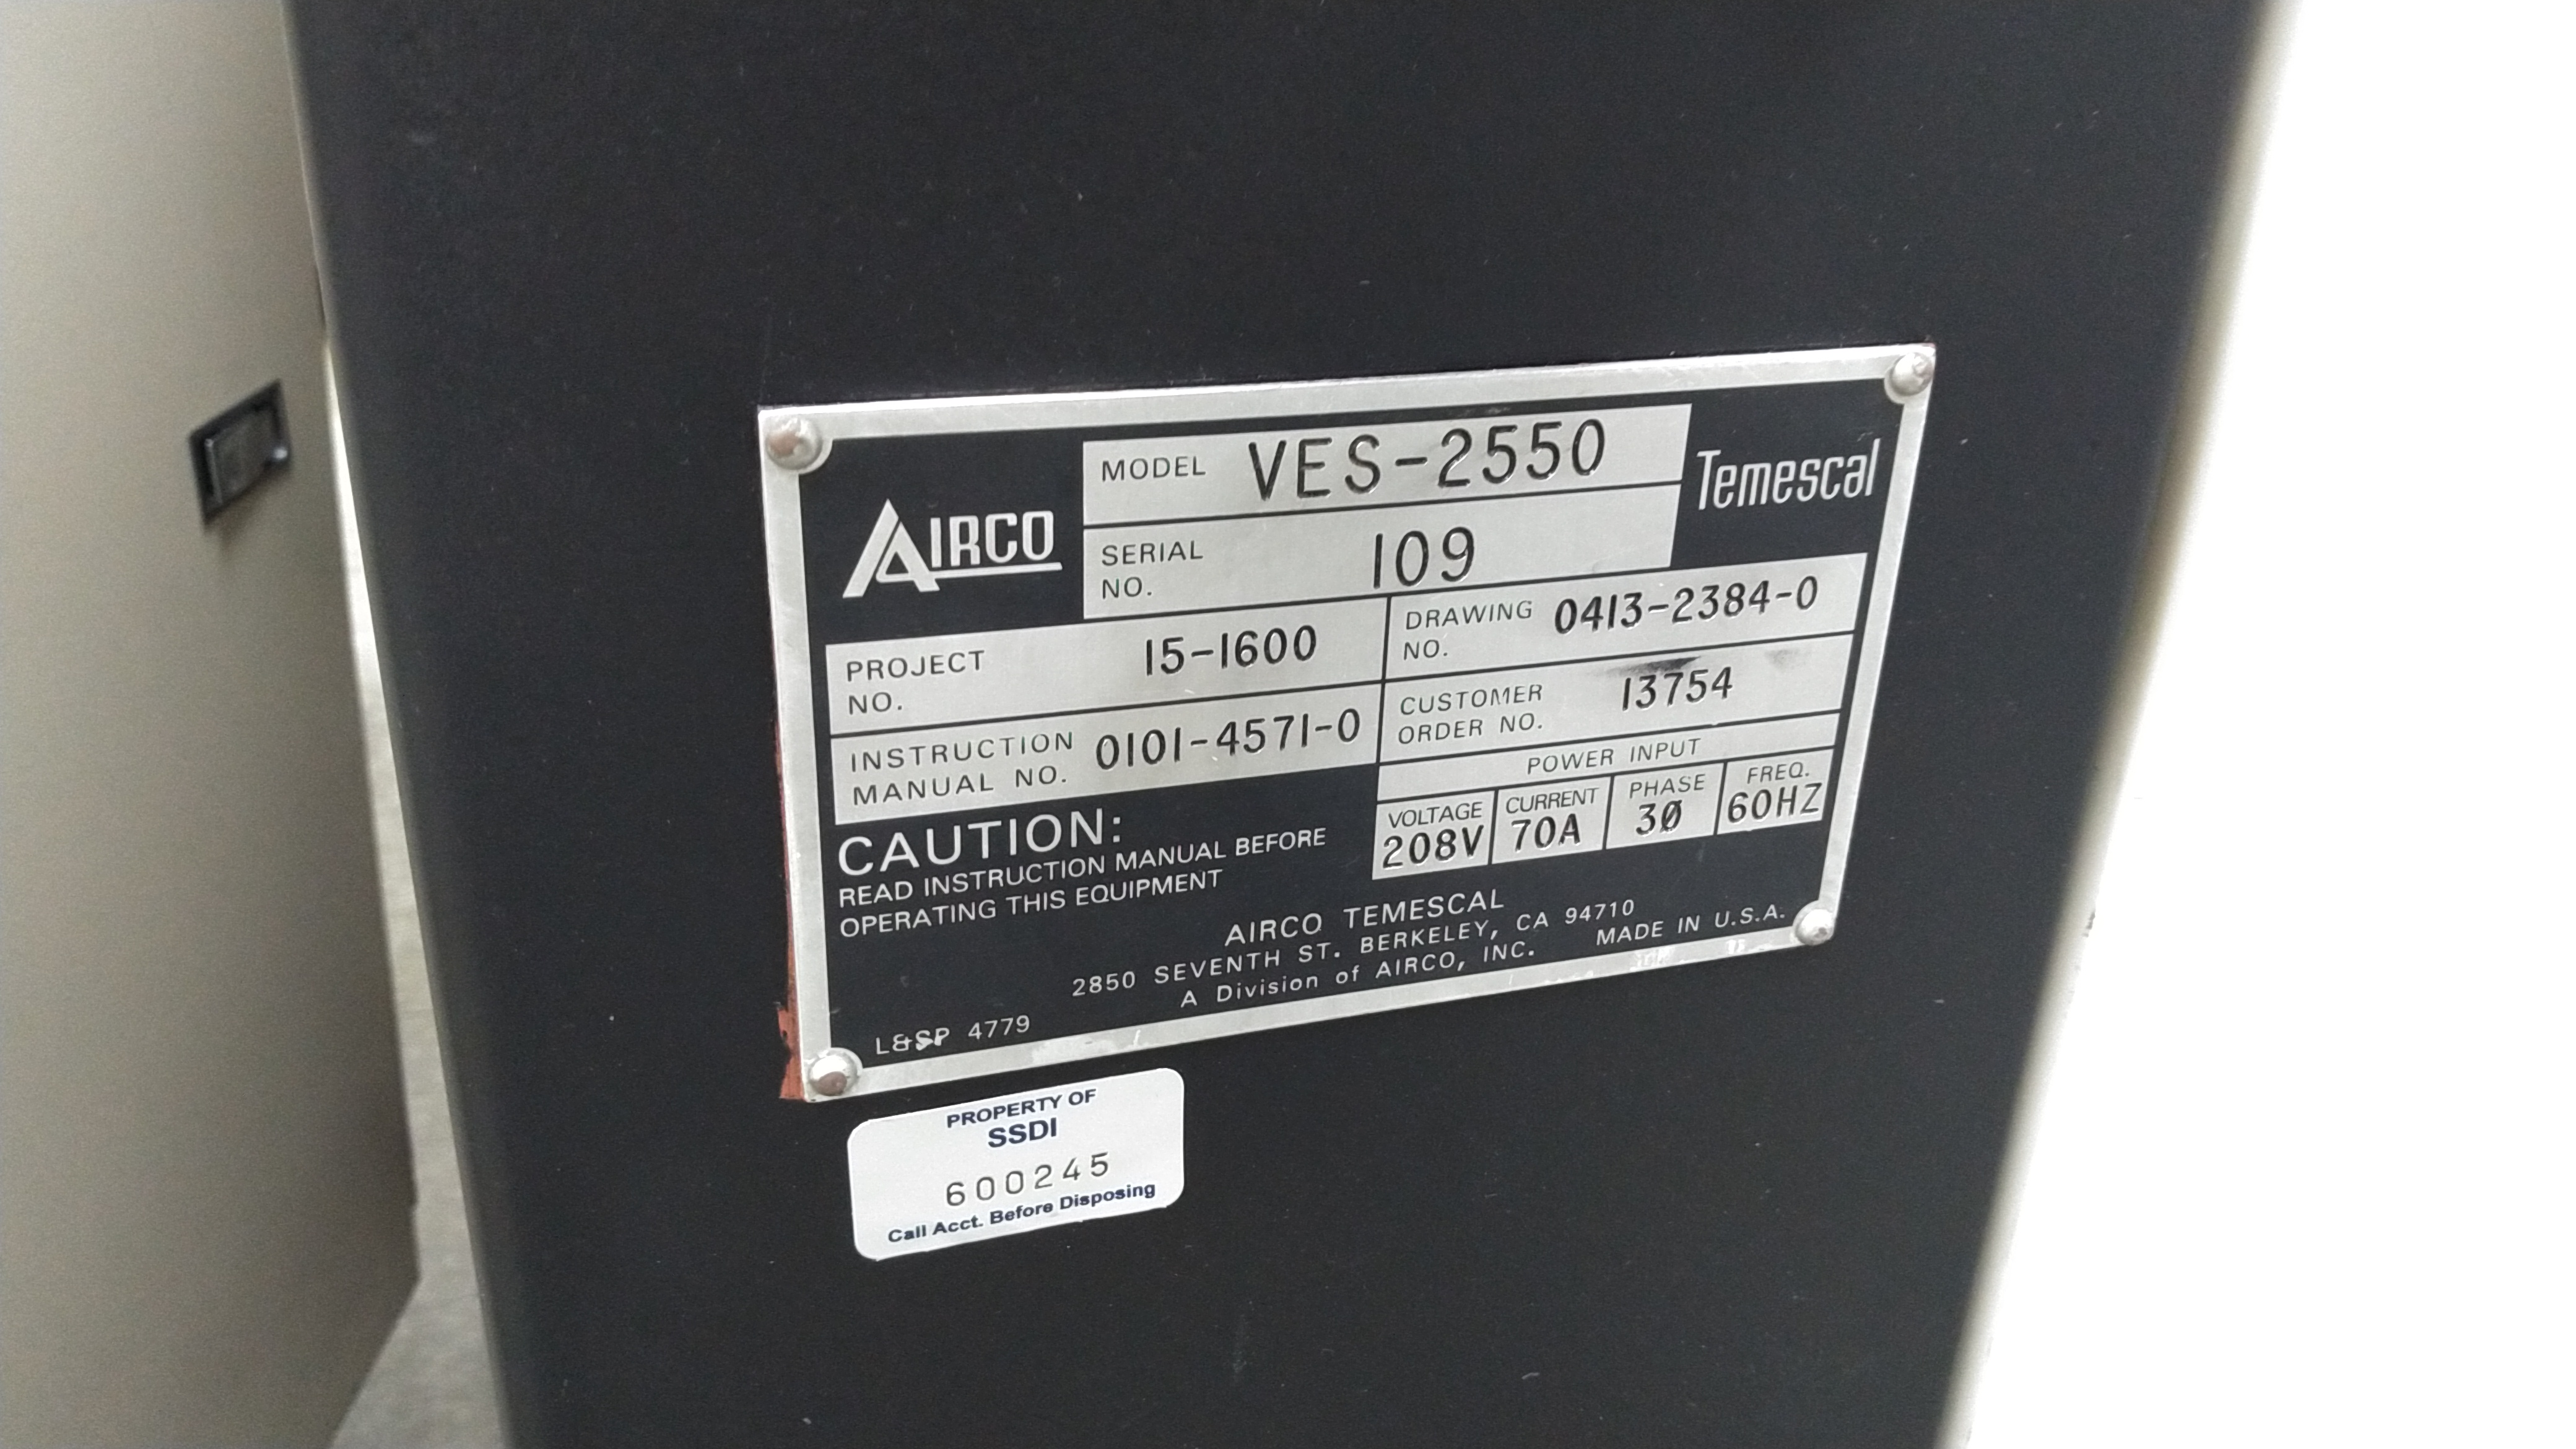 AIRCO
MODEL VES-2550
Temescal
SERIAL NO. 109
PROJECT NO. 15-1600
DRAWING NO. 0413-2384-0
INSTRUCTION MANUAL NO. 0101-4571-0
CUSTOMER ORDER NO. 13754
POWER INPUT
VOLTAGE CURRENT PHASE FREQ.
208V 70A 3Ø 60HZ
CAUTION:
READ INSTRUCTION MANUAL BEFORE
OPERATING THIS EQUIPMENT
AIRCO TEMESCAL
2850 SEVENTH ST. BERKELEY, CA 94710
A Division of AIRCO, INC. MADE IN U.S.A.
L&SP 4779
PROPERTY OF
SSDI
600245
Call Acct. Before Disposing